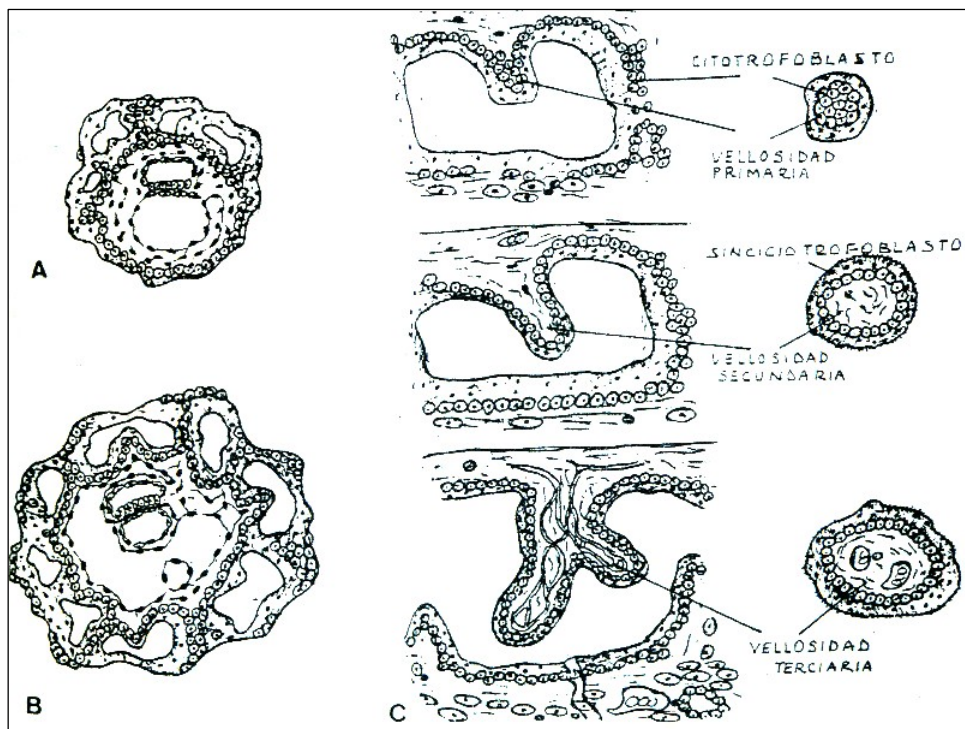 CITOTROFOBLASTO
VELLOSIDAD
PRIMARIA
A
SINCICIOTROFOBLASTO
VELLOSIDAD
SECUNDARIA
VELLOSIDAD
TERCIARIA
B
C